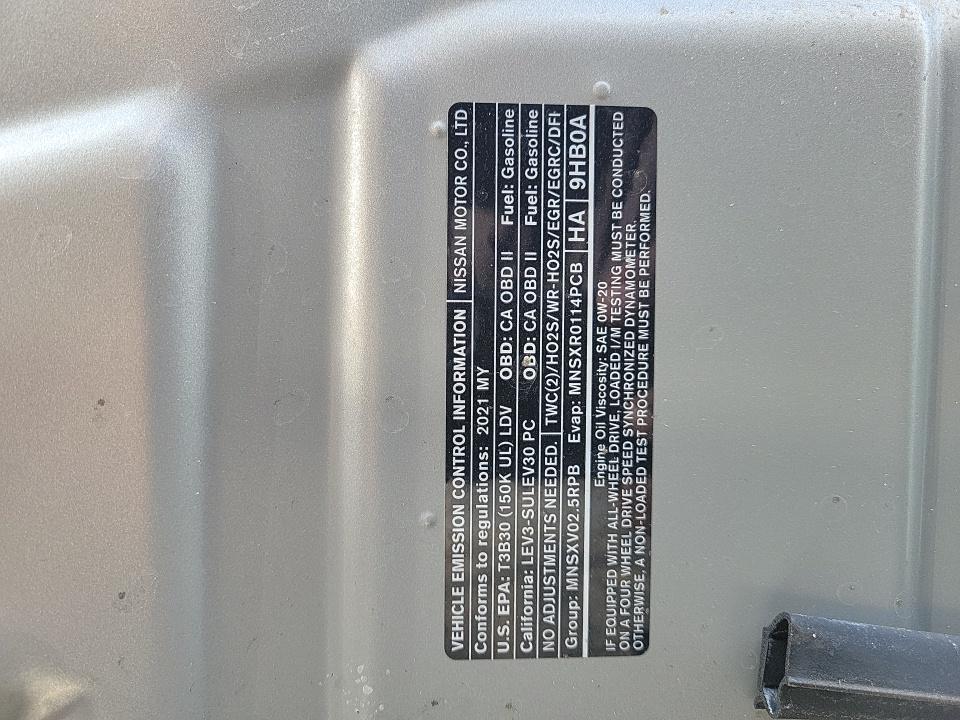 VEHICLE EMISSION CONTROL INFORMATION NISSAN MOTOR CO., LTD
Conforms to regulations: 2021 MY
U.S. EPA: T3B30 (150K UL) LDV OBD: CA OBD II Fuel: Gasoline
California: LEV3-SULEV30 PC OBD: CA OBD II Fuel: Gasoline
NO ADJUSTMENTS NEEDED. TWC(2)/HO2S/WR-HO2S/EGR/EGRC/DFI
Group: MNSXV02.5RPB Evap: MNSXR0114PCB HA 9HB0A
Engine Oil Viscosity: SAE 0W-20
IF EQUIPPED WITH ALL-WHEEL DRIVE, LOADED I/M TESTING MUST BE CONDUCTED
ON A FOUR WHEEL DRIVE SPEED SYNCHRONIZED DYNAMOMETER.
OTHERWISE, A NON-LOADED TEST PROCEDURE MUST BE PERFORMED.